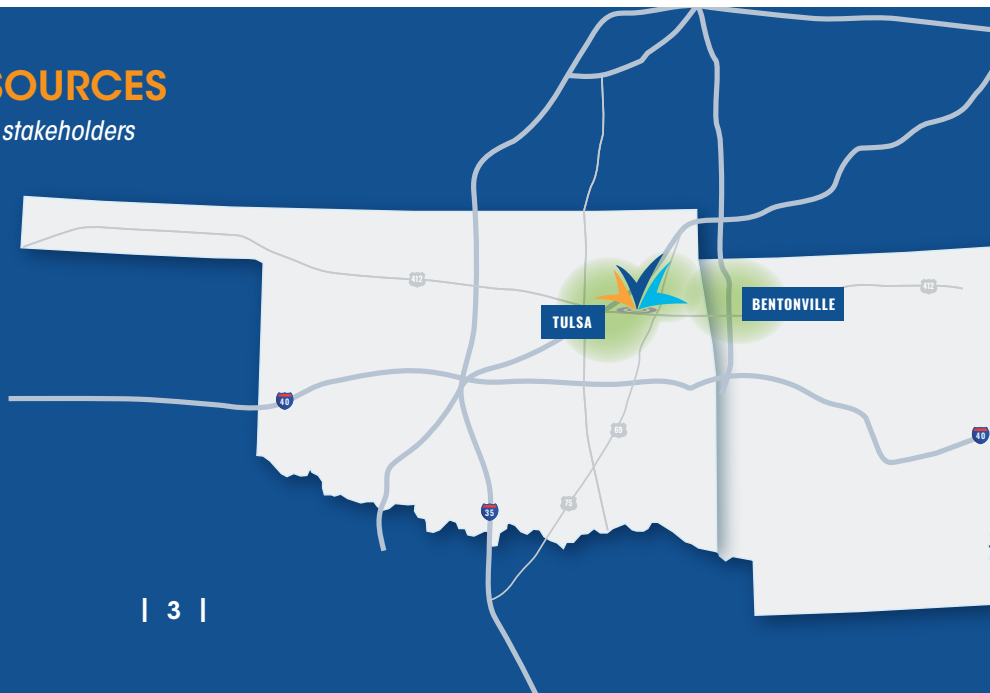 SOURCES
stakeholders
412
412
TULSA
BENTONVILLE
40
69
40
75
35
| 3 |